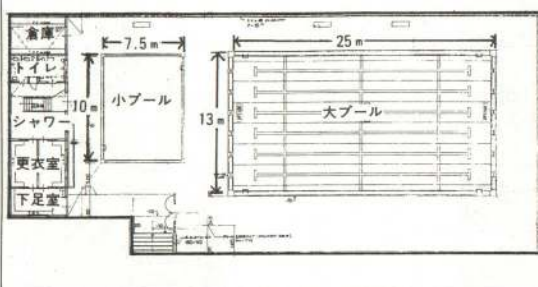 倉庫
トイレ
シャワー
更衣室
下足室
7.5m
10m
小プール
25m
13m
大プール